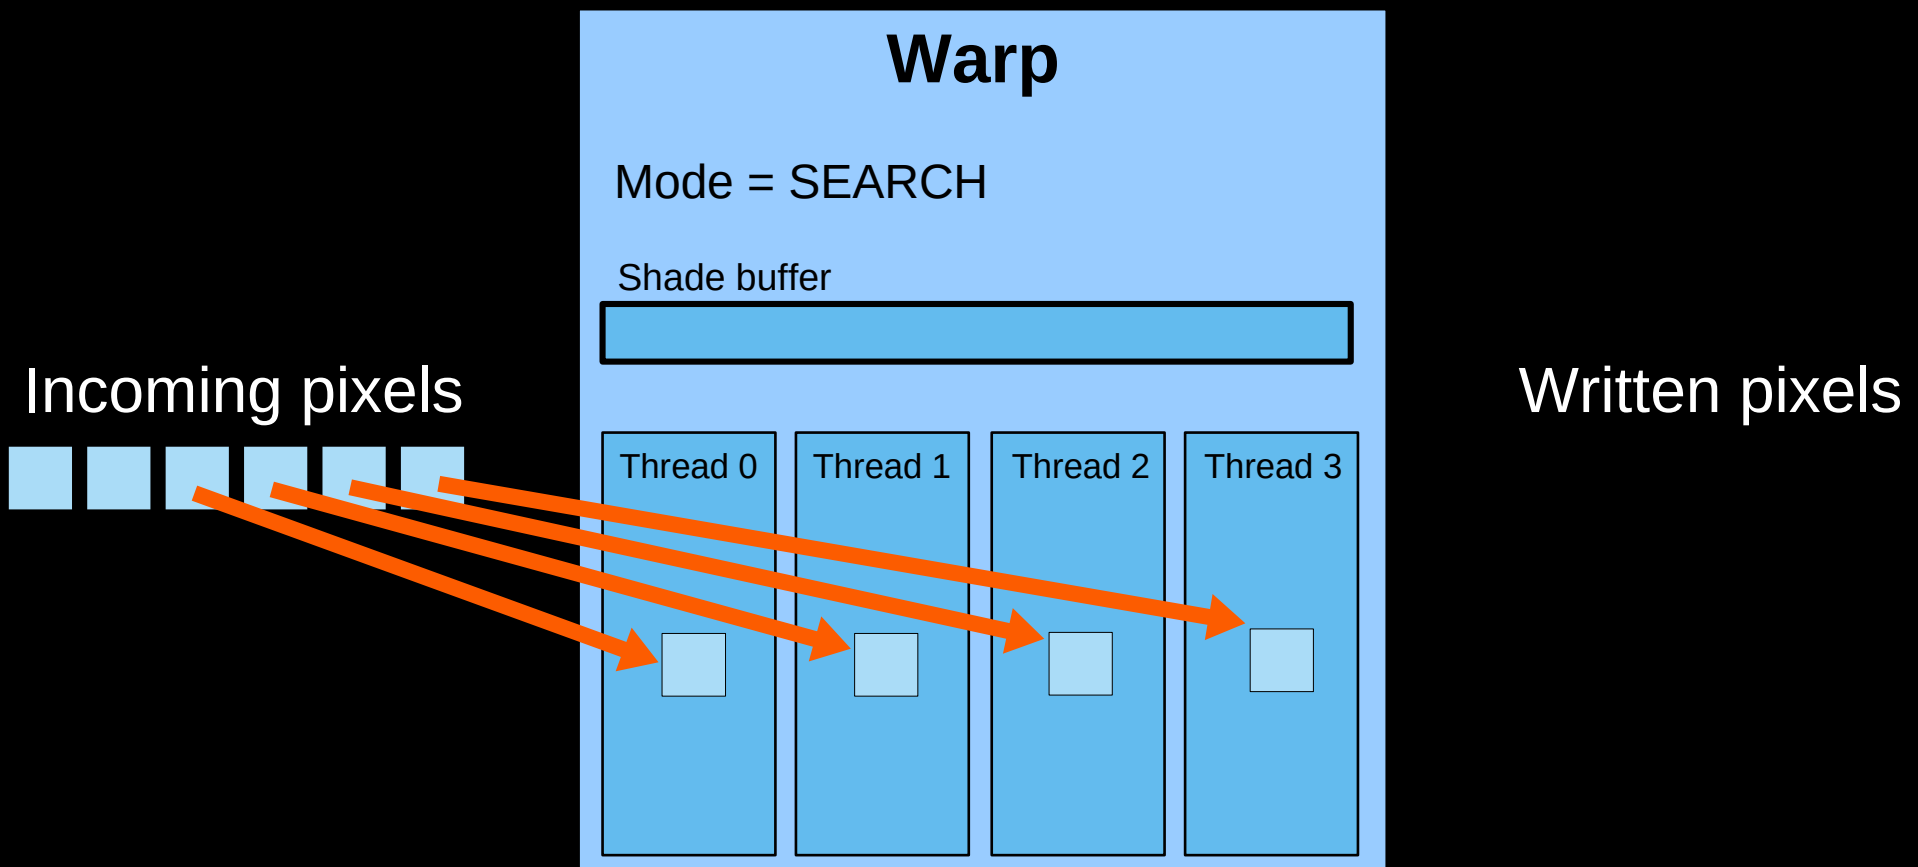 Warp
Mode = SEARCH
Shade buffer
Incoming pixels
Written pixels
Thread 0
Thread 1
Thread 2
Thread 3